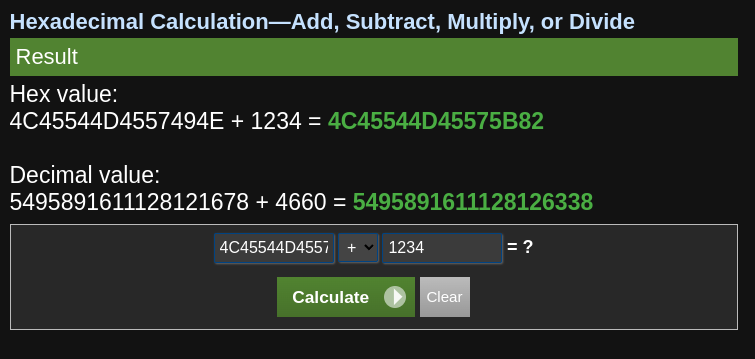 Hexadecimal Calculation—Add, Subtract, Multiply, or Divide
Result
Hex value:
4C45544D4557494E + 1234 = 4C45544D45575B82
Decimal value:
5495891611128121678 + 4660 = 5495891611128126338
4C45544D4557 + 1234 = ?
Calculate Clear